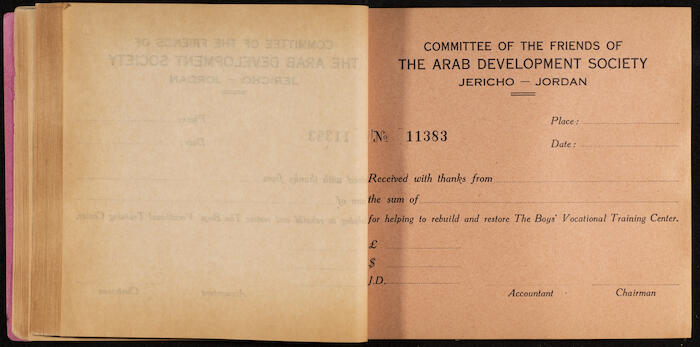 COMMITTEE OF THE FRIENDS OF
THE ARAB DEVELOPMENT SOCIETY
JERICHO — JORDAN
Place :
№ 11383
Date :
Received with thanks from
the sum of
for helping to rebuild and restore The Boys' Vocational Training Center.
£
$
J.D.
Accountant Chairman